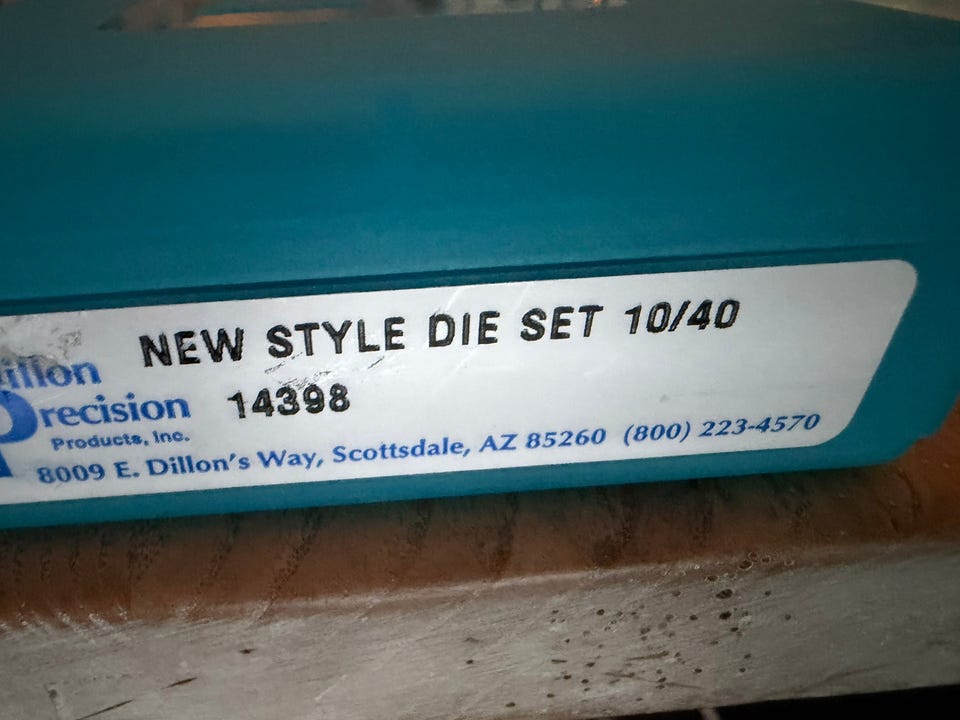 NEW STYLE DIE SET 10/40
14398
illon
Precision
Products, Inc.
8009 E. Dillon's Way, Scottsdale, AZ 85260 (800) 223-4570